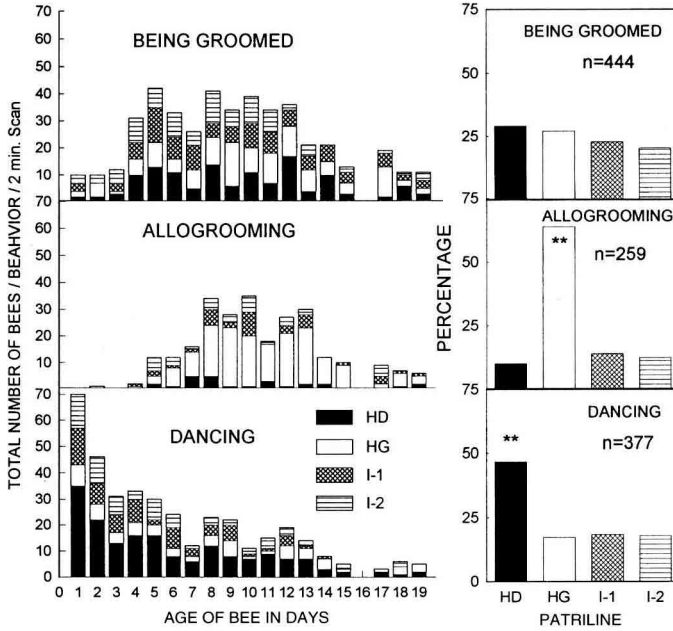 TOTAL NUMBER OF BEES / BEAHVIOR / 2 min. Scan
70
60
50
40
30
20
10
70
BEING GROOMED
60
50
40
30
20
10
70
ALLOGROOMING
60
50
40
30
20
10
0
DANCING
HD
HG
I-1
I-2
0 1 2 3 4 5 6 7 8 9 10 11 12 13 14 15 16 17 18 19
AGE OF BEE IN DAYS
PERCENTAGE
75
50
25
75
BEING GROOMED
n=444
50
25
75
ALLOGROOMING
**
n=259
50
25
0
DANCING
**
n=377
HD HG I-1 I-2
PATRILINE